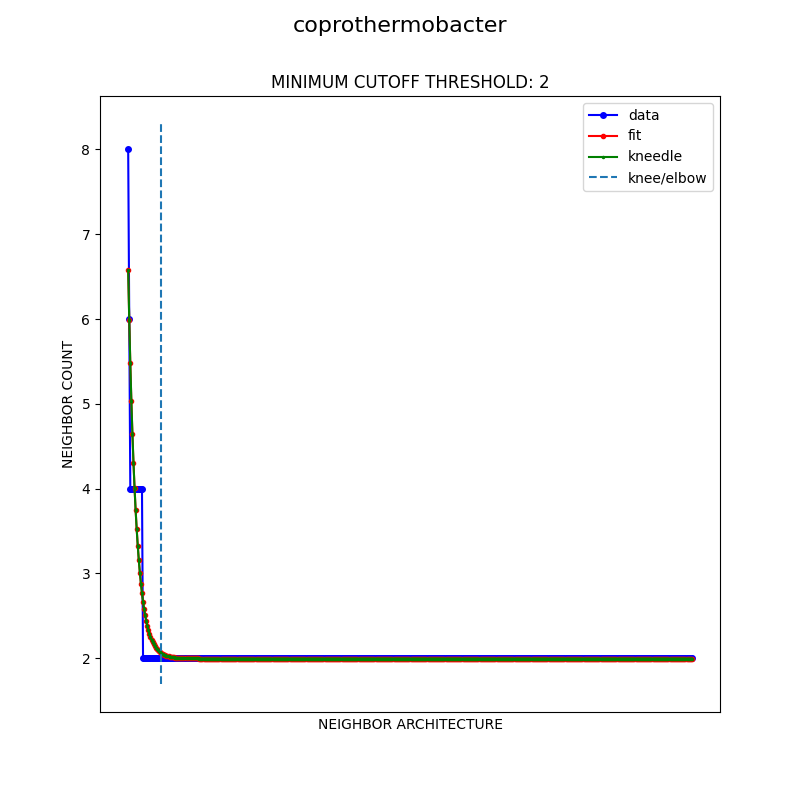 coprothermobacter
MINIMUM CUTOFF THRESHOLD: 2
data
fit
kneedle
knee/elbow
8
7
6
5
4
3
2
NEIGHBOR COUNT
NEIGHBOR ARCHITECTURE